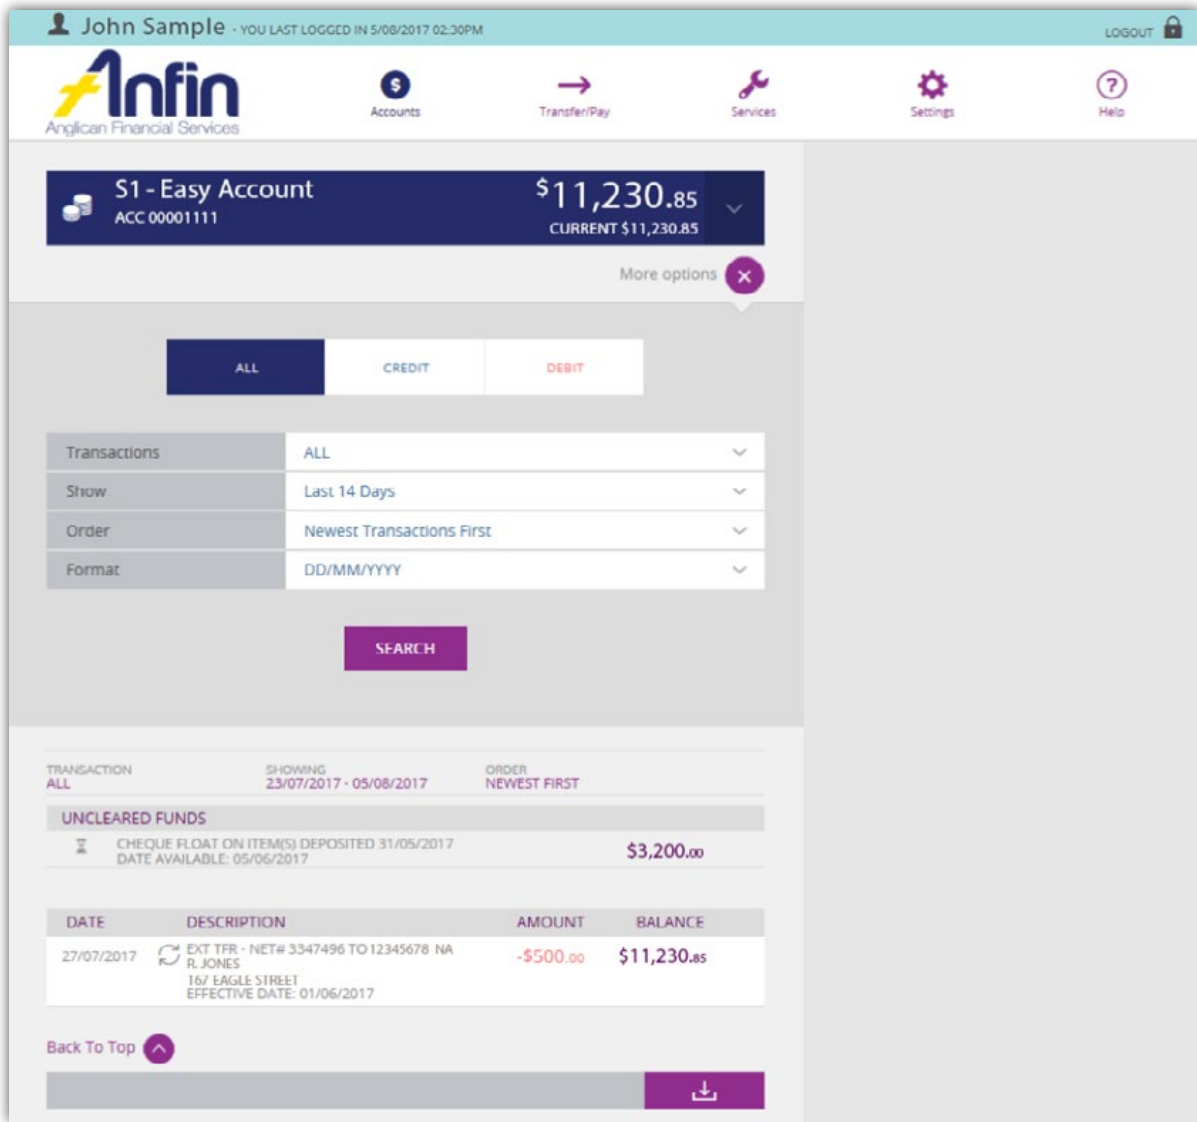 John Sample - YOU LAST LOGGED IN 5/08/2017 02:30PM
LOGOUT
Anfin
Anglican Financial Services
$
Accounts
Transfer/Pay
Services
Settings
?
Help
S1 - Easy Account
ACC 00001111
$11,230.85
CURRENT $11,230.85
More options
ALL
CREDIT
DEBIT
Transactions
ALL
Show
Last 14 Days
Order
Newest Transactions First
Format
DD/MM/YYYY
SEARCH
TRANSACTION
ALL
SHOWING
23/07/2017 - 05/08/2017
ORDER
NEWEST FIRST
UNCLEARED FUNDS
CHEQUE FLOAT ON ITEM(S) DEPOSITED 31/05/2017
DATE AVAILABLE: 05/06/2017
$3,200.00
DATE
DESCRIPTION
AMOUNT
BALANCE
27/07/2017
EXT TFR - NET# 3347496 TO 12345678 NA
R. JONES
167 EAGLE STREET
EFFECTIVE DATE: 01/06/2017
-$500.00
$11,230.85
Back To Top